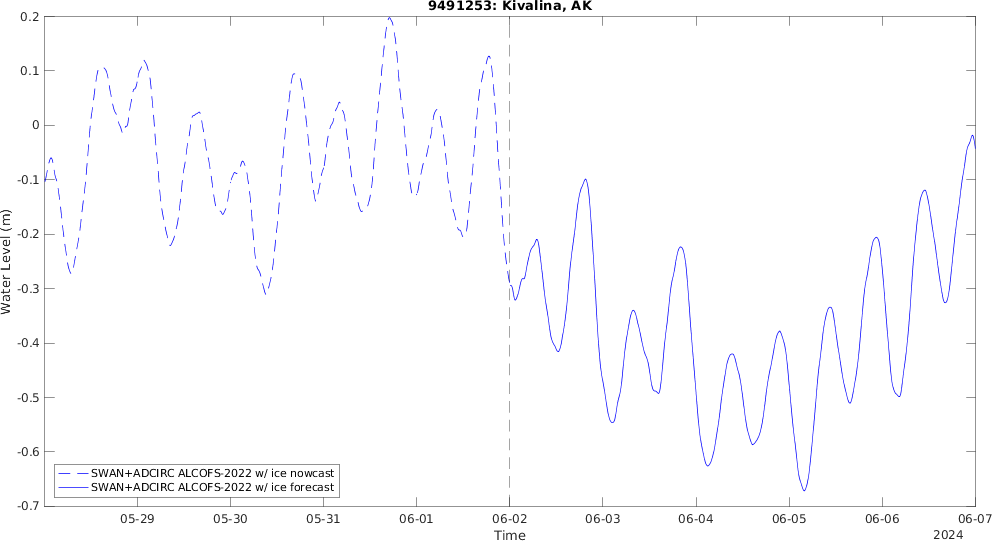 9491253: Kivalina, AK
0.2
0.1
0
-0.1
-0.2
-0.3
-0.4
-0.5
-0.6
-0.7
Water Level (m)
SWAN+ADCIRC ALCOFS-2022 w/ ice nowcast
SWAN+ADCIRC ALCOFS-2022 w/ ice forecast
05-29 05-30 05-31 06-01 06-02 06-03 06-04 06-05 06-06 06-07
Time
2024